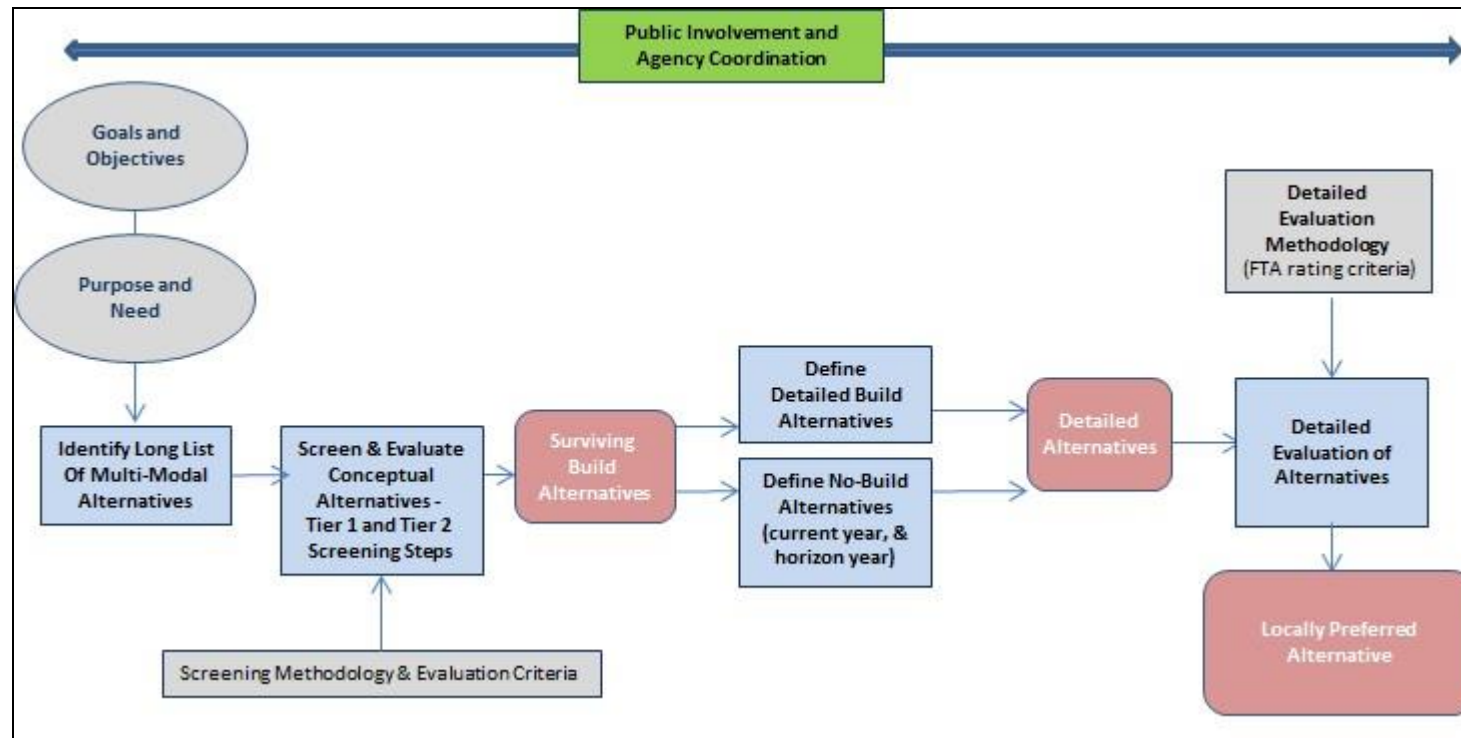 Public Involvement and
Agency Coordination
Goals and
Objectives
Purpose and
Need
Identify Long List
Of Multi-Modal
Alternatives
Screen & Evaluate
Conceptual
Alternatives -
Tier 1 and Tier 2
Screening Steps
Screening Methodology & Evaluation Criteria
Surviving
Build
Alternatives
Define
Detailed Build
Alternatives
Define No-Build
Alternatives
(current year, &
horizon year)
Detailed
Alternatives
Detailed
Evaluation
Methodology
(FTA rating criteria)
Detailed
Evaluation of
Alternatives
Locally Preferred
Alternative